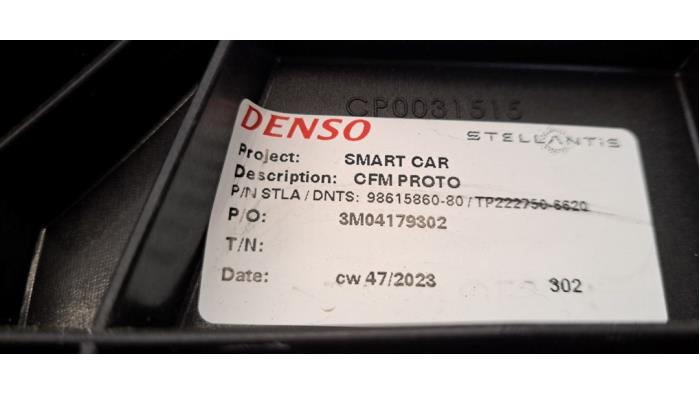 CP0031515
DENSO STELLANTIS
Project: SMART CAR
Description: CFM PROTO
P/N STLA / DNTS: 98615860-80 / TP222750-6620
P/O: 3M04179302
T/N:
Date: cw 47/2023 302